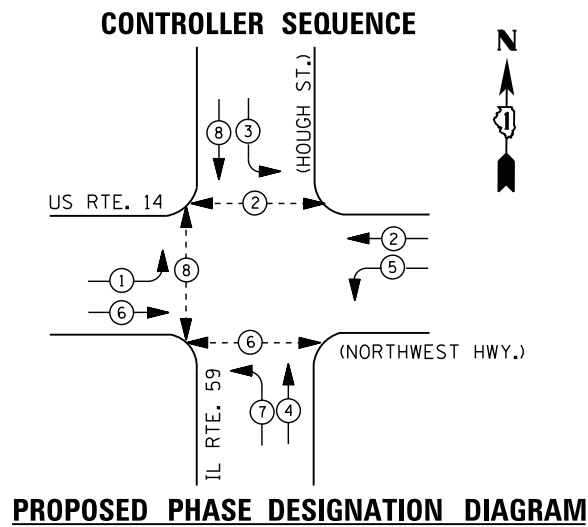 CONTROLLER SEQUENCE
N
1
(HOUGH ST.)
8
3
US RTE. 14
2
2
8
5
1
6
6
(NORTHWEST HWY.)
IL RTE. 59
7
4
PROPOSED PHASE DESIGNATION DIAGRAM